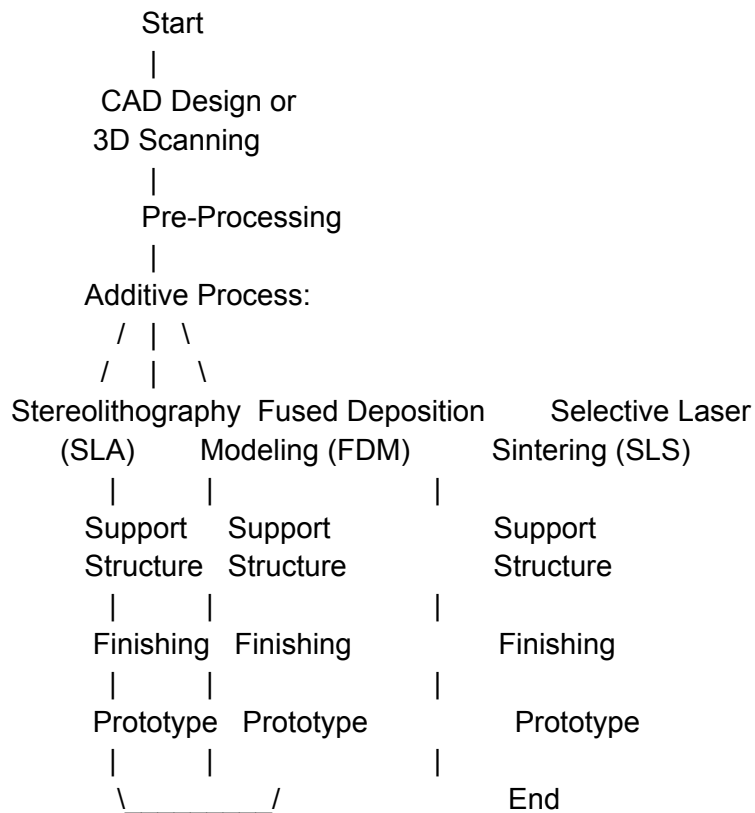 Start
|
CAD Design or
3D Scanning
|
Pre-Processing
|
Additive Process:
/ | \
/ | \
Stereolithography Fused Deposition Selective Laser
(SLA) Modeling (FDM) Sintering (SLS)
| | |
Support Support Support
Structure Structure Structure
| | |
Finishing Finishing Finishing
| | |
Prototype Prototype Prototype
| | |
\_________/ End